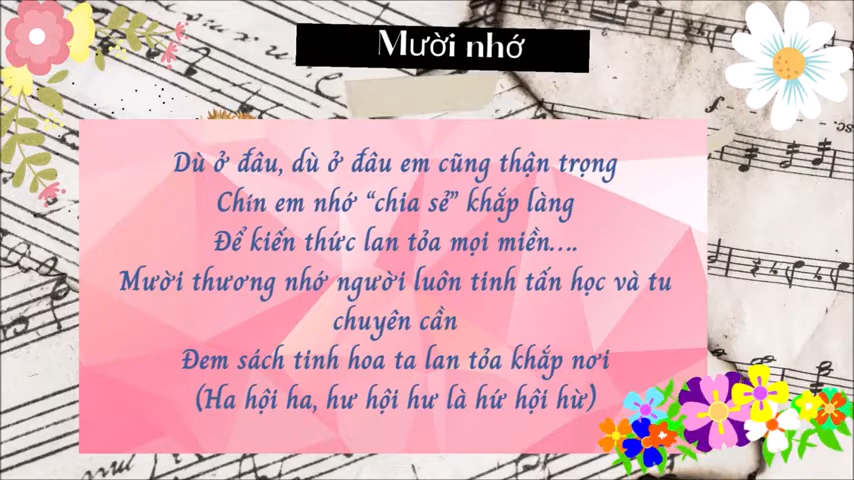 Mười nhớ
Dù ở đâu, dù ở đâu em cũng thận trọng
Chín em nhớ “chia sẻ” khắp làng
Để kiến thức lan tỏa mọi miền....
Mười thương nhớ người luôn tinh tấn học và tu
chuyên cần
Đem sách tinh hoa ta lan tỏa khắp nơi
(Ha hội ha, hư hội hư là hứ hội hừ)